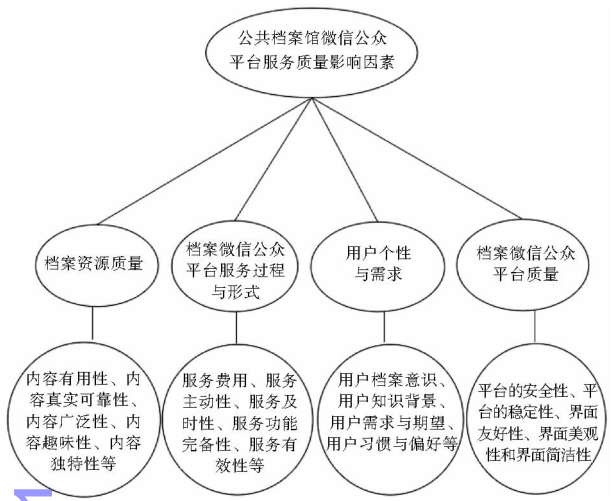 公共档案馆微信公众
平台服务质量影响因素
档案资源质量
档案微信公众
平台服务过程
与形式
用户个性
与需求
档案微信公众
平台质量
内容有用性、内
容真实可靠性、
内容广泛性、内
容趣味性、内容
独特性等
服务费用、服务
主动性、服务及
时性、服务功能
完备性、服务有
效性等
用户档案意识、
用户知识背景、
用户需求与期望、
用户习惯与偏好等
平台的安全性、平
台的稳定性、界面
友好性、界面美观
性和界面简洁性